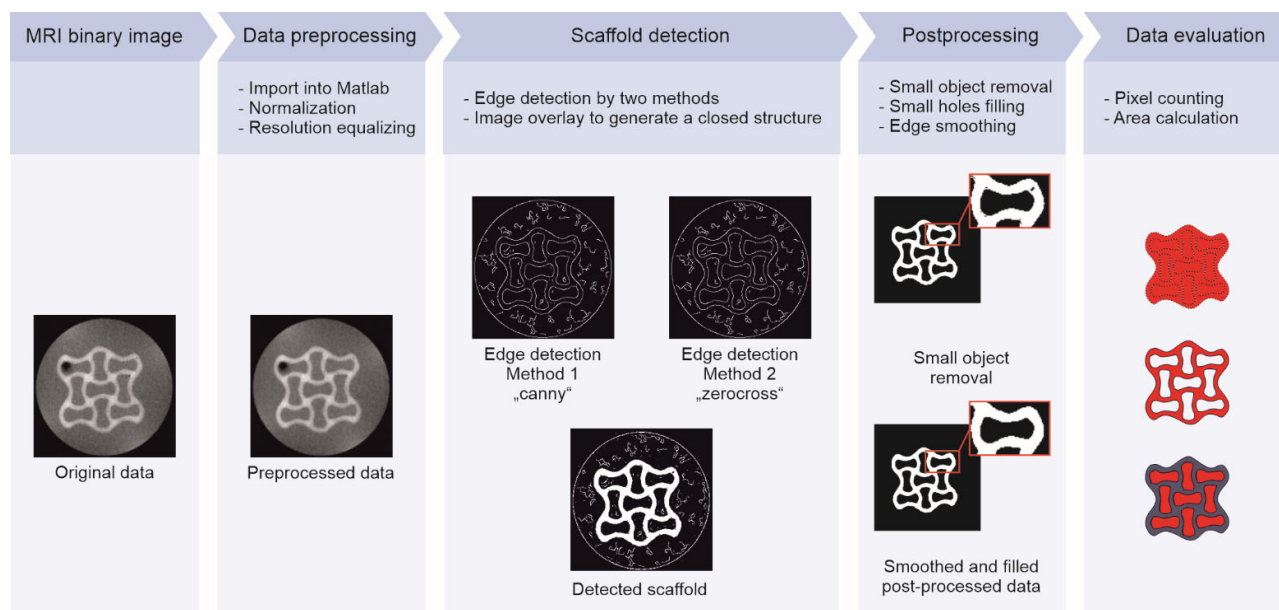 MRI binary image
Data preprocessing
Scaffold detection
Postprocessing
Data evaluation
- Import into Matlab
- Normalization
- Resolution equalizing
- Edge detection by two methods
- Image overlay to generate a closed structure
- Small object removal
- Small holes filling
- Edge smoothing
- Pixel counting
- Area calculation
Original data
Preprocessed data
Edge detection
Method 1
„canny“
Edge detection
Method 2
„zerocross“
Detected scaffold
Small object
removal
Smoothed and filled
post-processed data